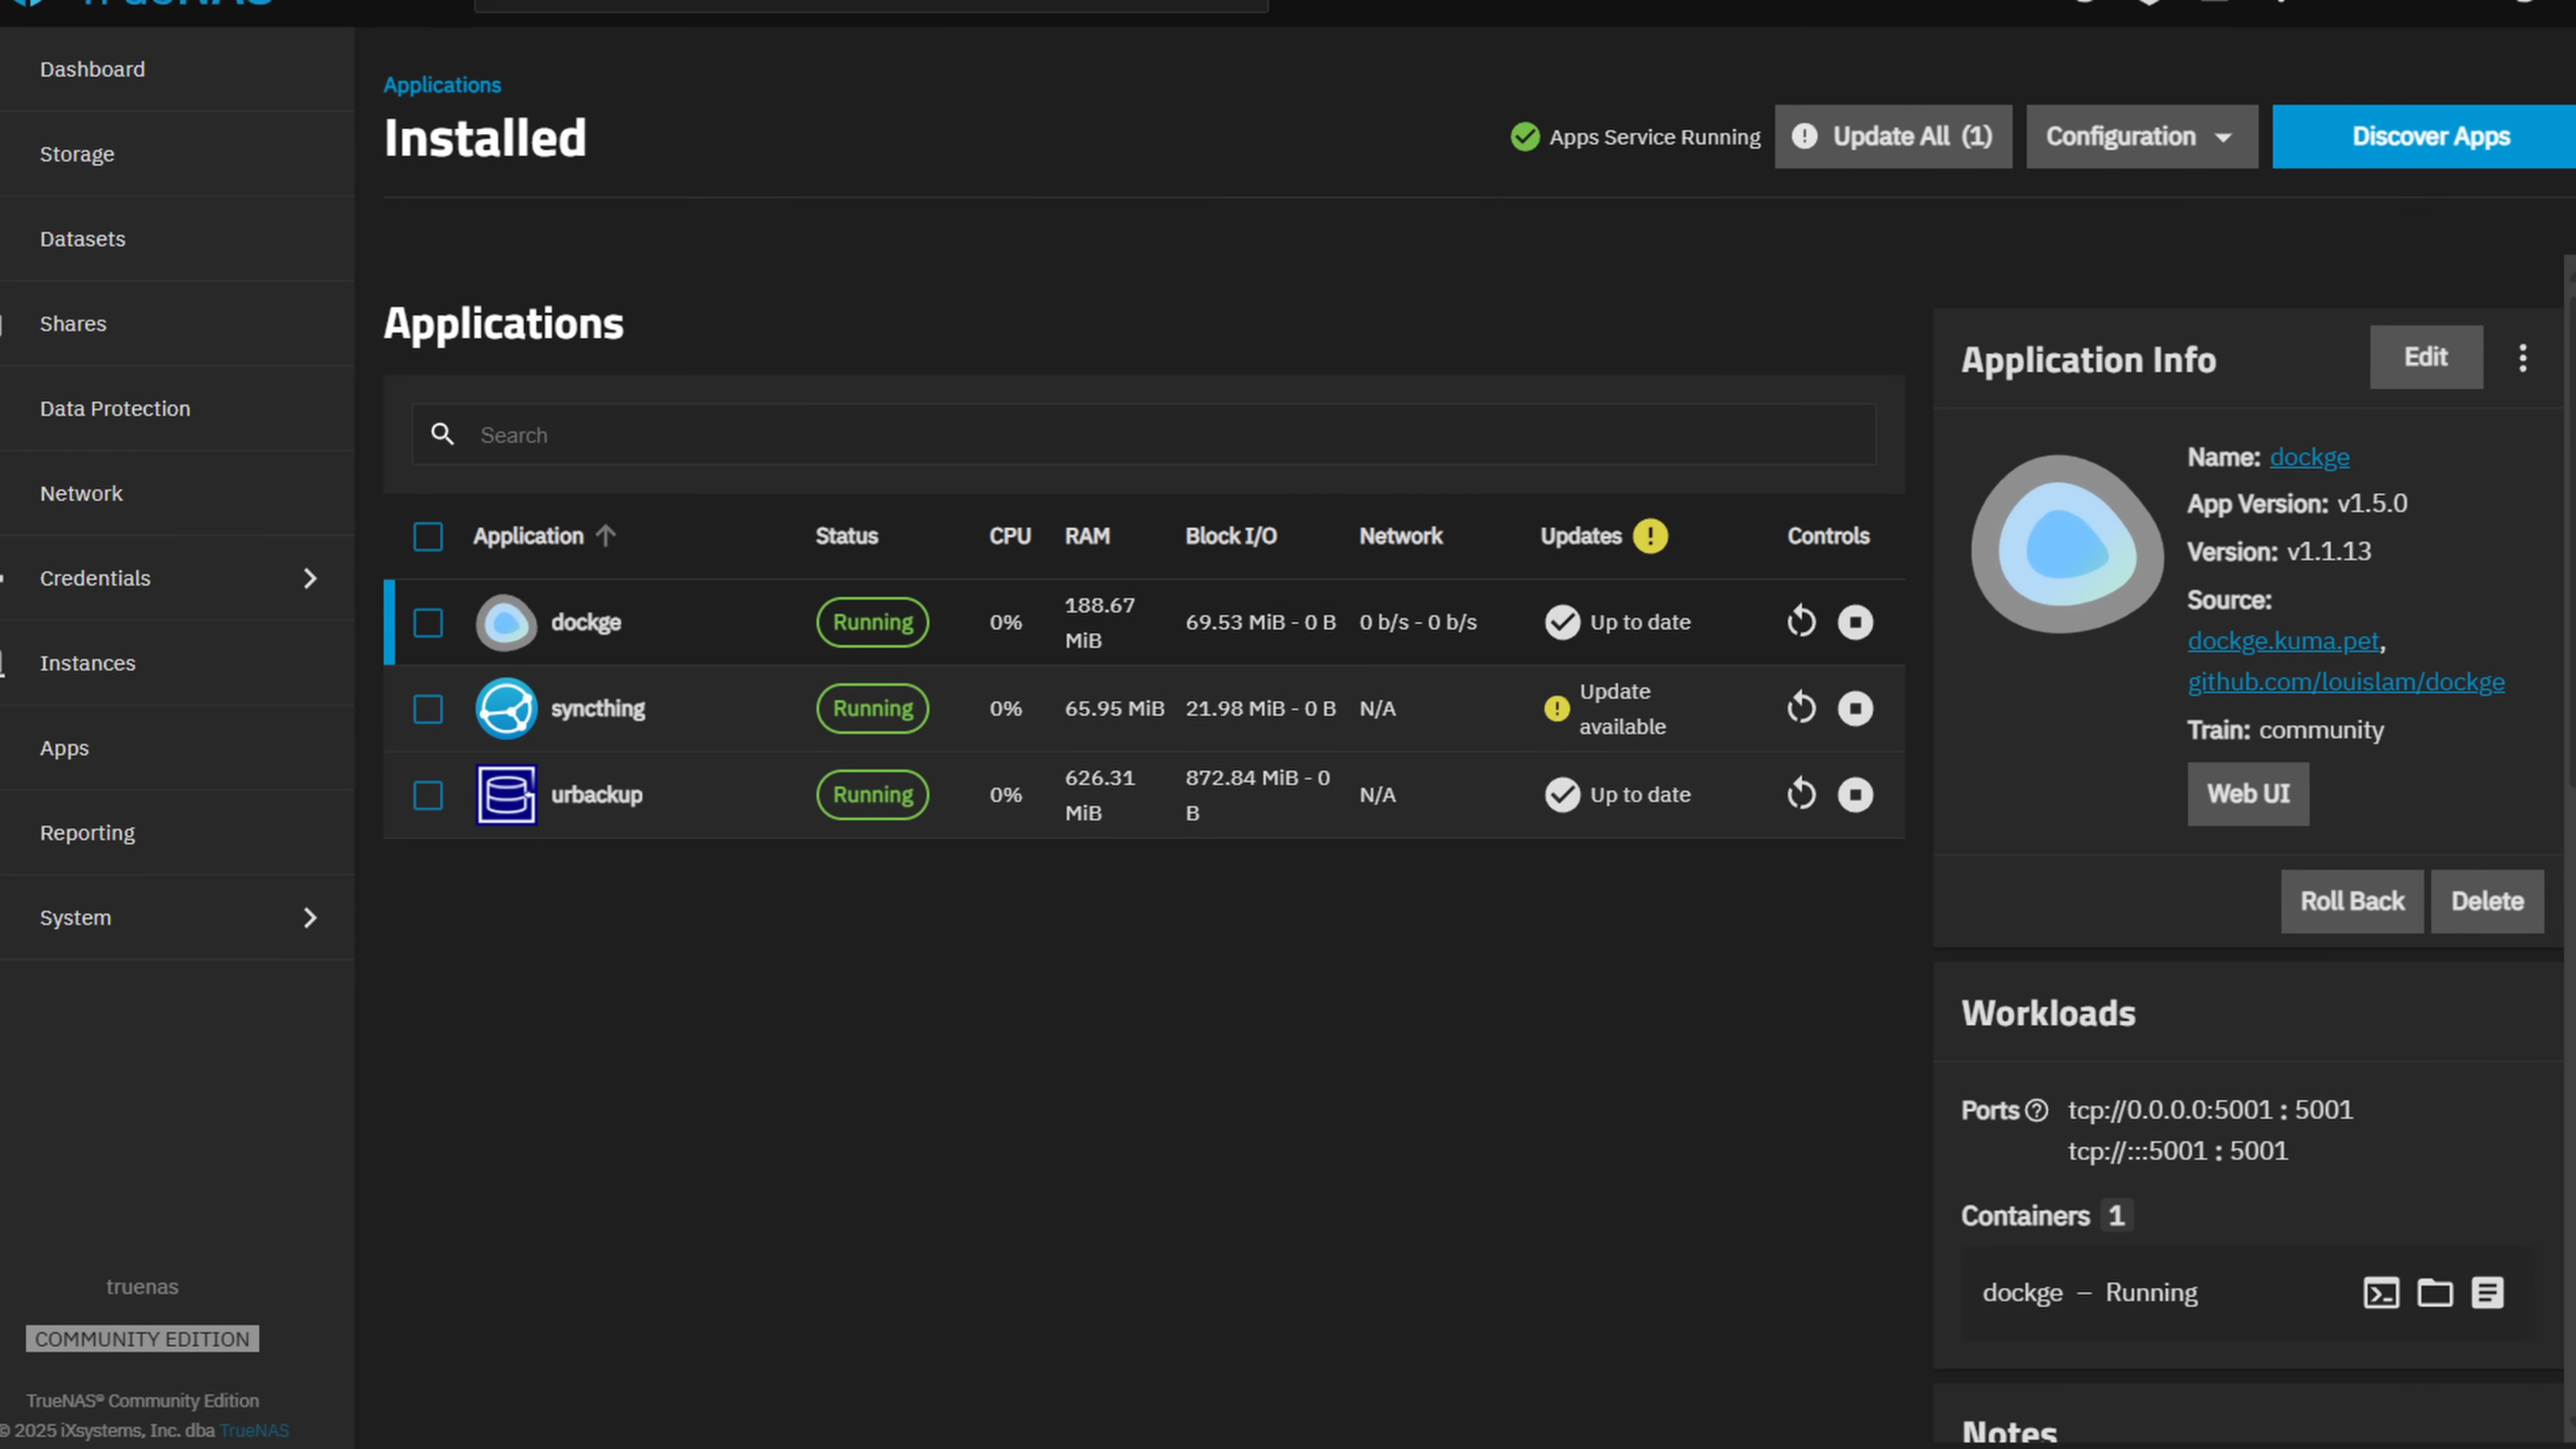 TrueNAS
Dashboard
Storage
Datasets
Shares
Data Protection
Network
Credentials
Instances
Apps
Reporting
System
truenas
COMMUNITY EDITION
TrueNAS® Community Edition
© 2025 iXsystems, Inc. dba TrueNAS
Applications
Installed
Apps Service Running
Update All (1)
Configuration
Discover Apps
Applications
Search
Application Status CPU RAM Block I/O Network Updates Controls
dockge Running 0% 188.67 MiB 69.53 MiB - 0 B 0 b/s - 0 b/s Up to date
syncthing Running 0% 65.95 MiB 21.98 MiB - 0 B N/A Update available
urbackup Running 0% 626.31 MiB 872.84 MiB - 0 B N/A Up to date
Application Info
Edit
Name: dockge
App Version: v1.5.0
Version: v1.1.13
Source:
dockge.kuma.pet,
github.com/louislam/dockge
Train: community
Web UI
Roll Back
Delete
Workloads
Ports tcp://0.0.0.0:5001 : 5001
tcp://:::5001 : 5001
Containers 1
dockge – Running
Notes